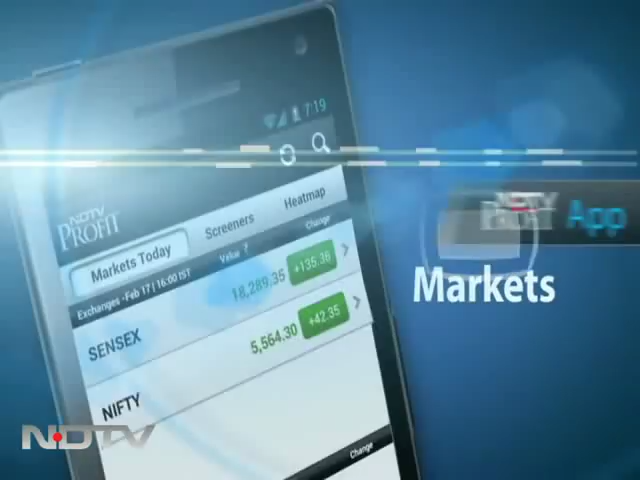 7:19
NDTV
PROFIT
Markets Today
Screeners
Heatmap
Exchanges -Feb 17 | 16:00 IST
Value
Change
SENSEX
18,289.35
+135.36
NIFTY
5,564.30
+42.35
Change
NDTV
App
Markets
NDTV